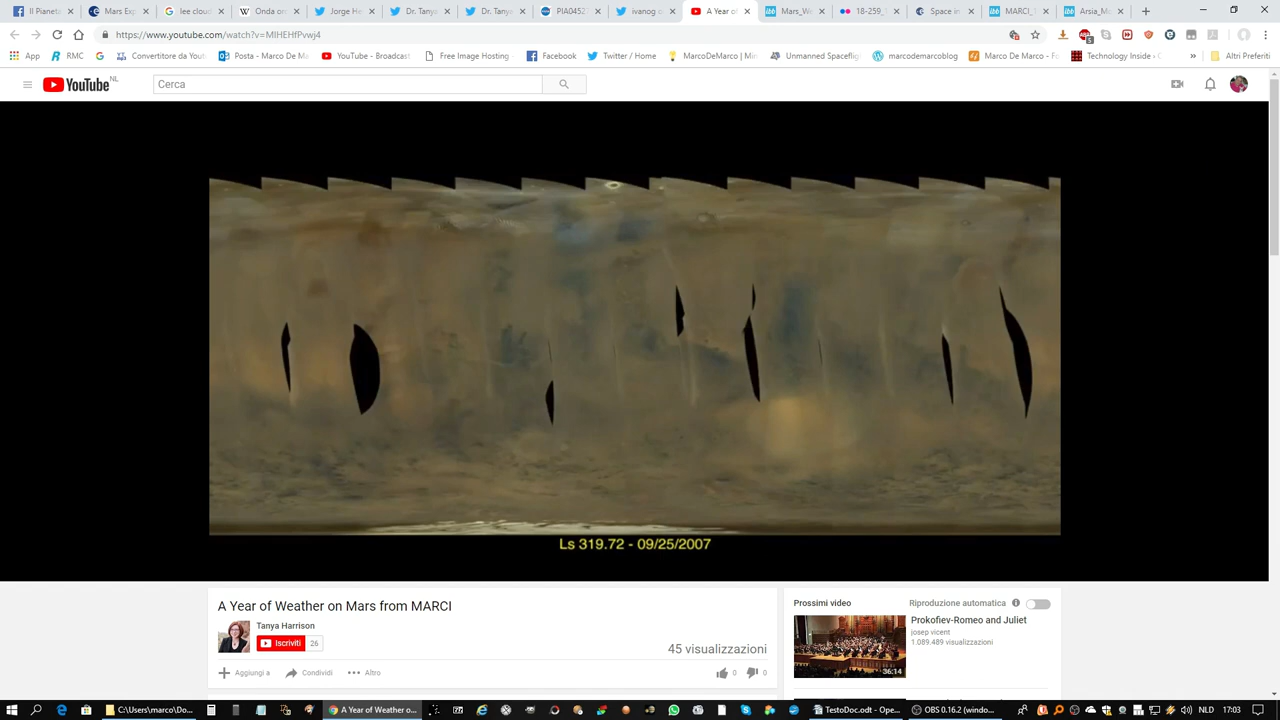 Il Pianeta
Mars Exp
lee cloud
Onda on
Jorge He
Dr. Tanya
Dr. Tanya
PIA0452
ivanog o
A Year of
Mars_We
18-259_
Space in
MARCI_
Arsia_Mo
https://www.youtube.com/watch?v=MlHEHfPvwj4
App
RMC
G
Convertitore da Yout
Posta - Marco De Ma
YouTube - Broadcast
Free Image Hosting -
Facebook
Twitter / Home
MarcoDeMarco | Min
Unmanned Spacefligh
marcodemarcoblog
Marco De Marco - Fo
Technology Inside › C
»
Altri Preferiti
YouTube NL
Cerca
Ls 319.72 - 09/25/2007
A Year of Weather on Mars from MARCI
Tanya Harrison
Iscriviti 26
45 visualizzazioni
Aggiungi a
Condividi
Altro
0
0
Prossimi video
Riproduzione automatica
Prokofiev-Romeo and Juliet
josep vicent
1.089.489 visualizzazioni
36:14
C:\Users\marco\Do...
A Year of Weather o...
TestoDoc.odt - Ope...
OBS 0.16.2 (windo...
NLD
17:03